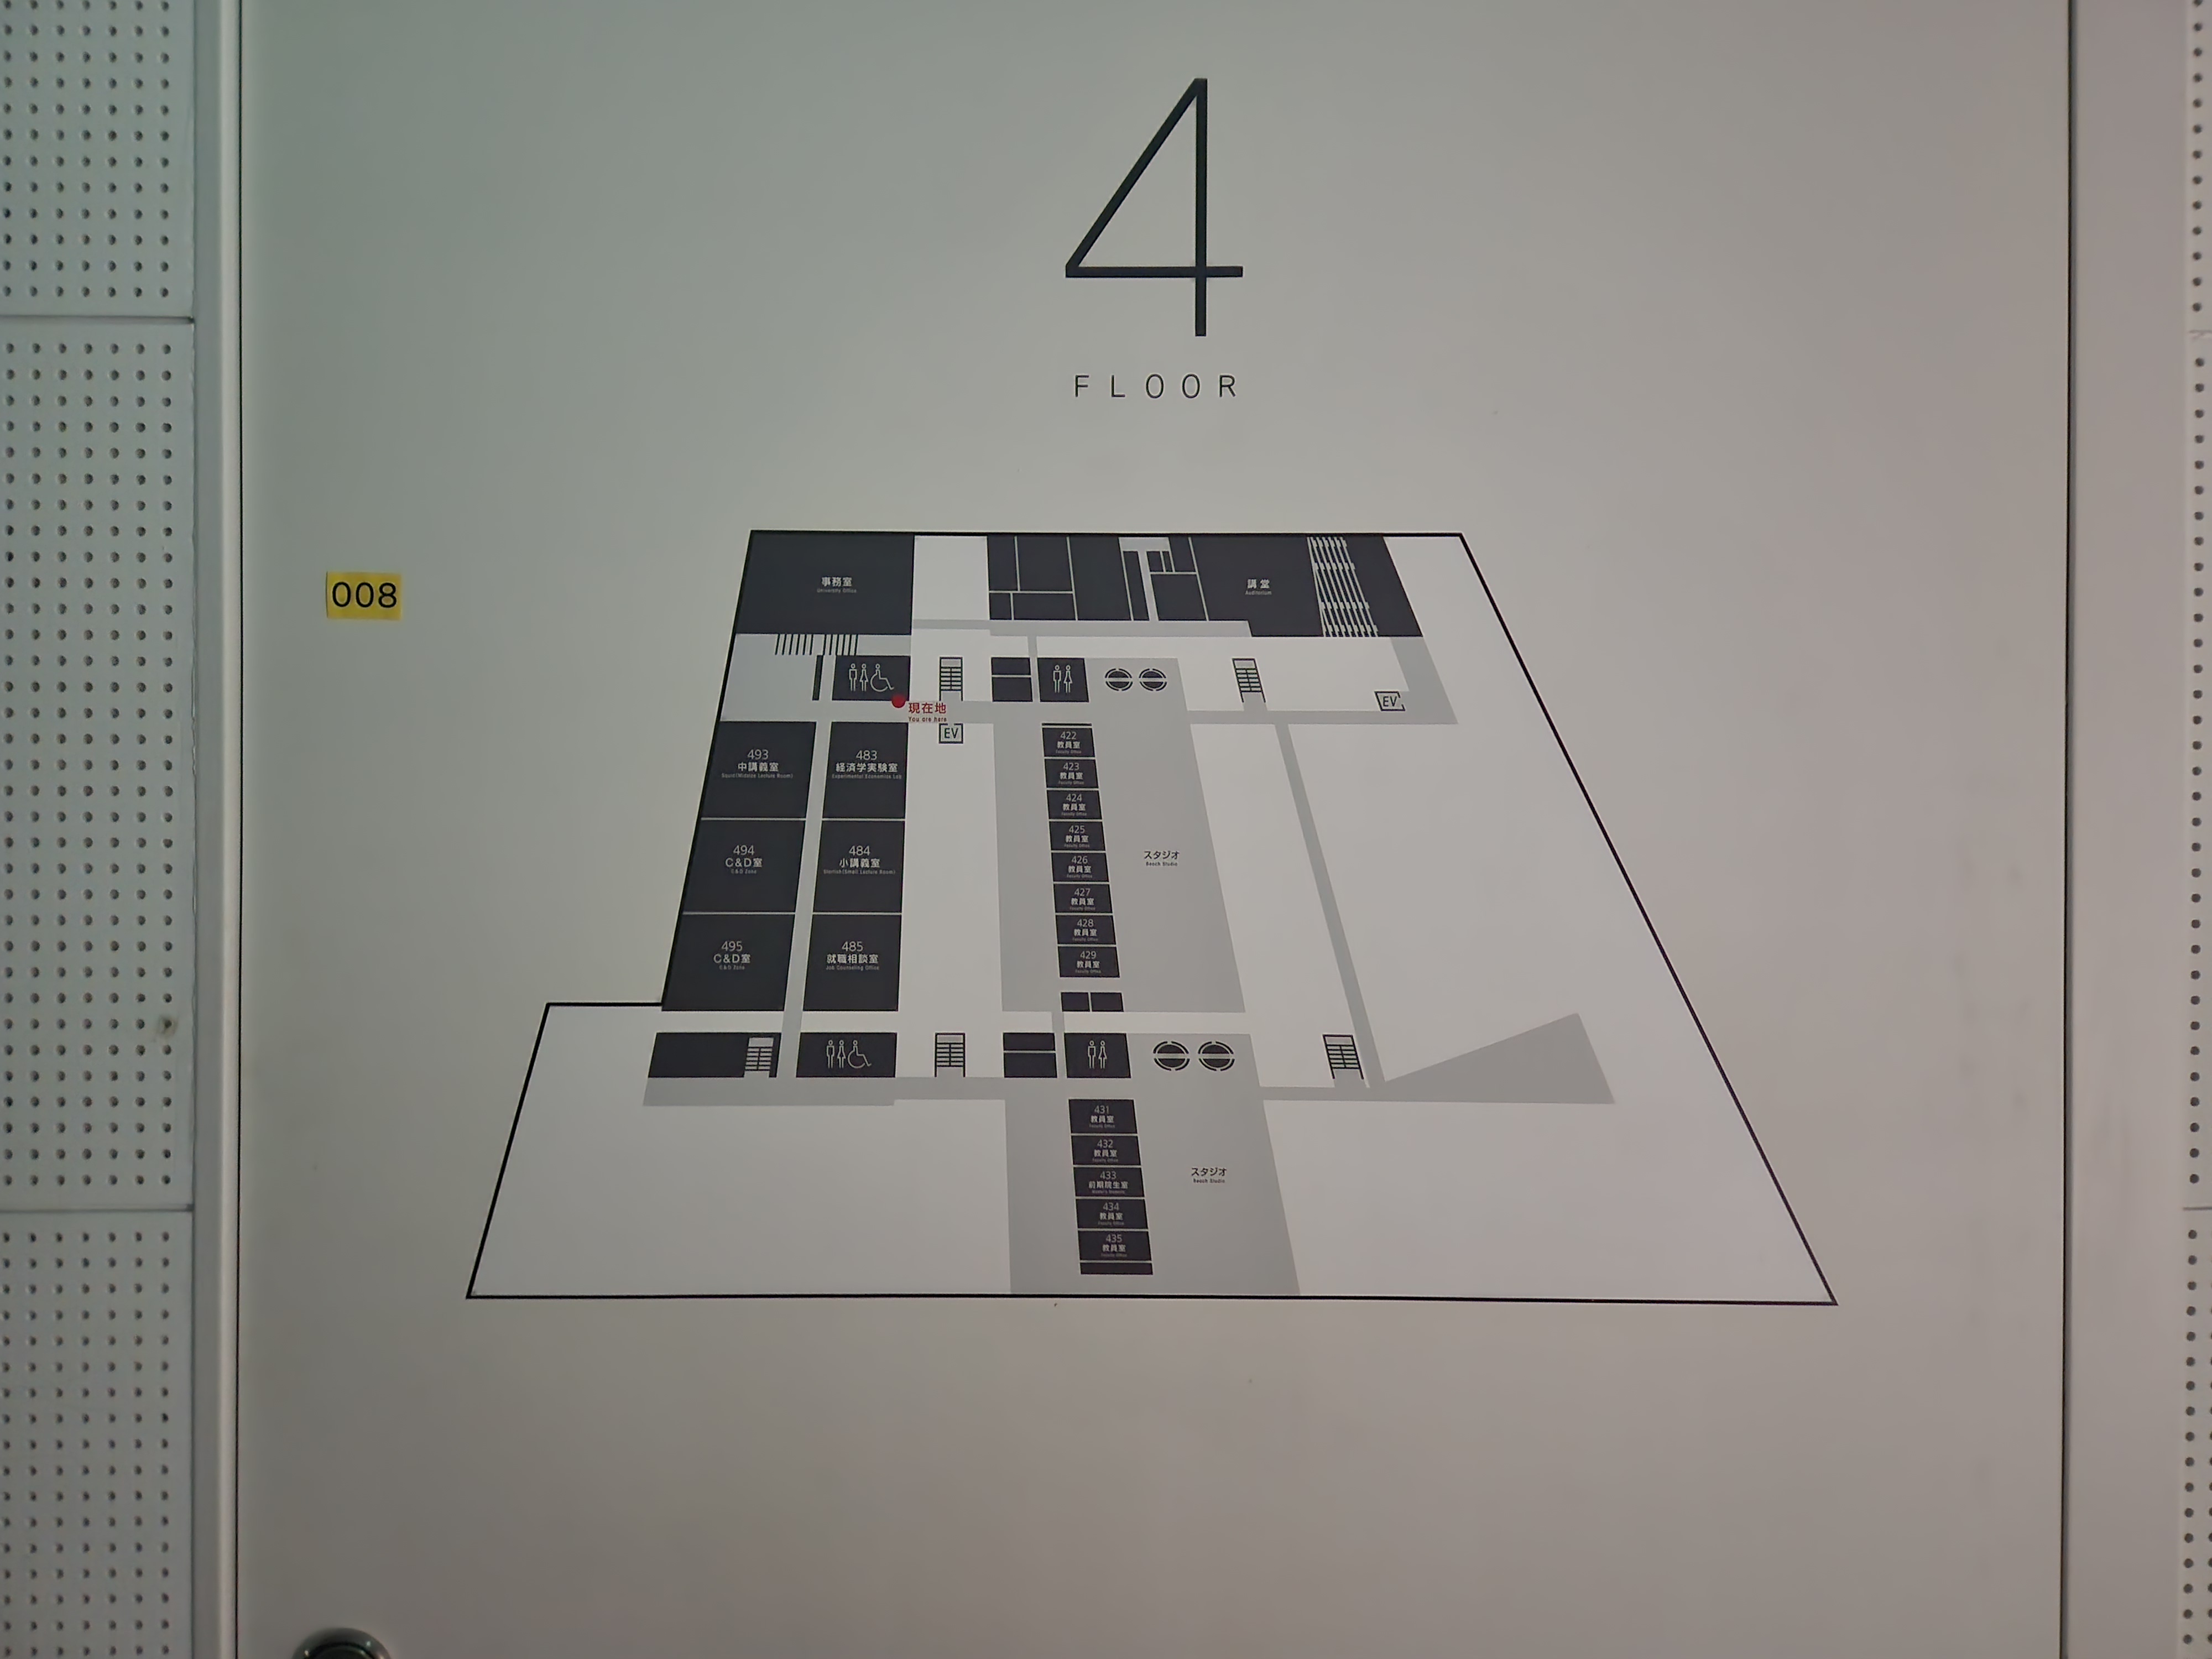 4
FLOOR
008
事務室
University Office
講堂
Auditorium
現在地
You are here
EV
EV
493
中講義室
483
経済学実験室
Experimental Economics Lab
494
C&D室
C&D Zone
484
小講義室
495
C&D室
C&D Zone
485
就職相談室
Job Counseling Office
422
教員室
Faculty Office
423
教員室
Faculty Office
424
教員室
Faculty Office
425
教員室
Faculty Office
426
教員室
Faculty Office
427
教員室
Faculty Office
428
教員室
Faculty Office
429
教員室
Faculty Office
スタジオ
Beach Studio
431
教員室
Faculty Office
432
教員室
Faculty Office
433
前期院生室
434
教員室
Faculty Office
435
教員室
Faculty Office
スタジオ
Beach Studio